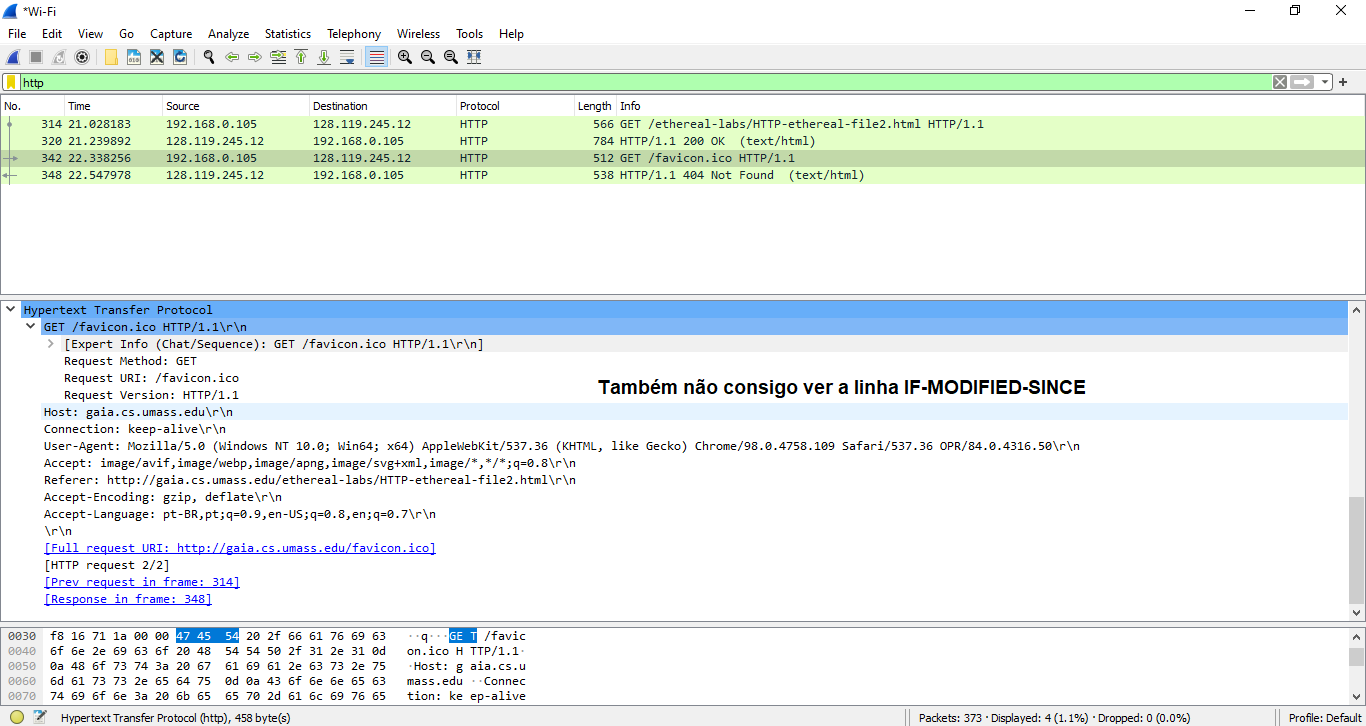 *Wi-Fi
File Edit View Go Capture Analyze Statistics Telephony Wireless Tools Help
http
No. Time Source Destination Protocol Length Info
314 21.028183 192.168.0.105 128.119.245.12 HTTP 566 GET /ethereal-labs/HTTP-ethereal-file2.html HTTP/1.1
320 21.239892 128.119.245.12 192.168.0.105 HTTP 784 HTTP/1.1 200 OK (text/html)
342 22.338256 192.168.0.105 128.119.245.12 HTTP 512 GET /favicon.ico HTTP/1.1
348 22.547978 128.119.245.12 192.168.0.105 HTTP 538 HTTP/1.1 404 Not Found (text/html)
Hypertext Transfer Protocol
GET /favicon.ico HTTP/1.1\r\n
[Expert Info (Chat/Sequence): GET /favicon.ico HTTP/1.1\r\n]
Request Method: GET
Request URI: /favicon.ico
Também não consigo ver a linha IF-MODIFIED-SINCE
Request Version: HTTP/1.1
Host: gaia.cs.umass.edu\r\n
Connection: keep-alive\r\n
User-Agent: Mozilla/5.0 (Windows NT 10.0; Win64; x64) AppleWebKit/537.36 (KHTML, like Gecko) Chrome/98.0.4758.109 Safari/537.36 OPR/84.0.4316.50\r\n
Accept: image/avif,image/webp,image/apng,image/svg+xml,image/*,*/*;q=0.8\r\n
Referer: http://gaia.cs.umass.edu/ethereal-labs/HTTP-ethereal-file2.html\r\n
Accept-Encoding: gzip, deflate\r\n
Accept-Language: pt-BR,pt;q=0.9,en-US;q=0.8,en;q=0.7\r\n
\r\n
[Full request URI: http://gaia.cs.umass.edu/favicon.ico]
[HTTP request 2/2]
[Prev request in frame: 314]
[Response in frame: 348]
0030 f8 16 71 1a 00 00 47 45 54 20 2f 66 61 76 69 63 ··q···GE T /favic
0040 6f 6e 2e 69 63 6f 20 48 54 54 50 2f 31 2e 31 0d on.ico H TTP/1.1·
0050 0a 48 6f 73 74 3a 20 67 61 69 61 2e 63 73 2e 75 ·Host: g aia.cs.u
0060 6d 61 73 73 2e 65 64 75 0d 0a 43 6f 6e 6e 65 63 mass.edu ··Connec
0070 74 69 6f 6e 3a 20 6b 65 65 70 2d 61 6c 69 76 65 tion: ke ep-alive
Hypertext Transfer Protocol (http), 458 byte(s) Packets: 373 · Displayed: 4 (1.1%) · Dropped: 0 (0.0%) Profile: Default